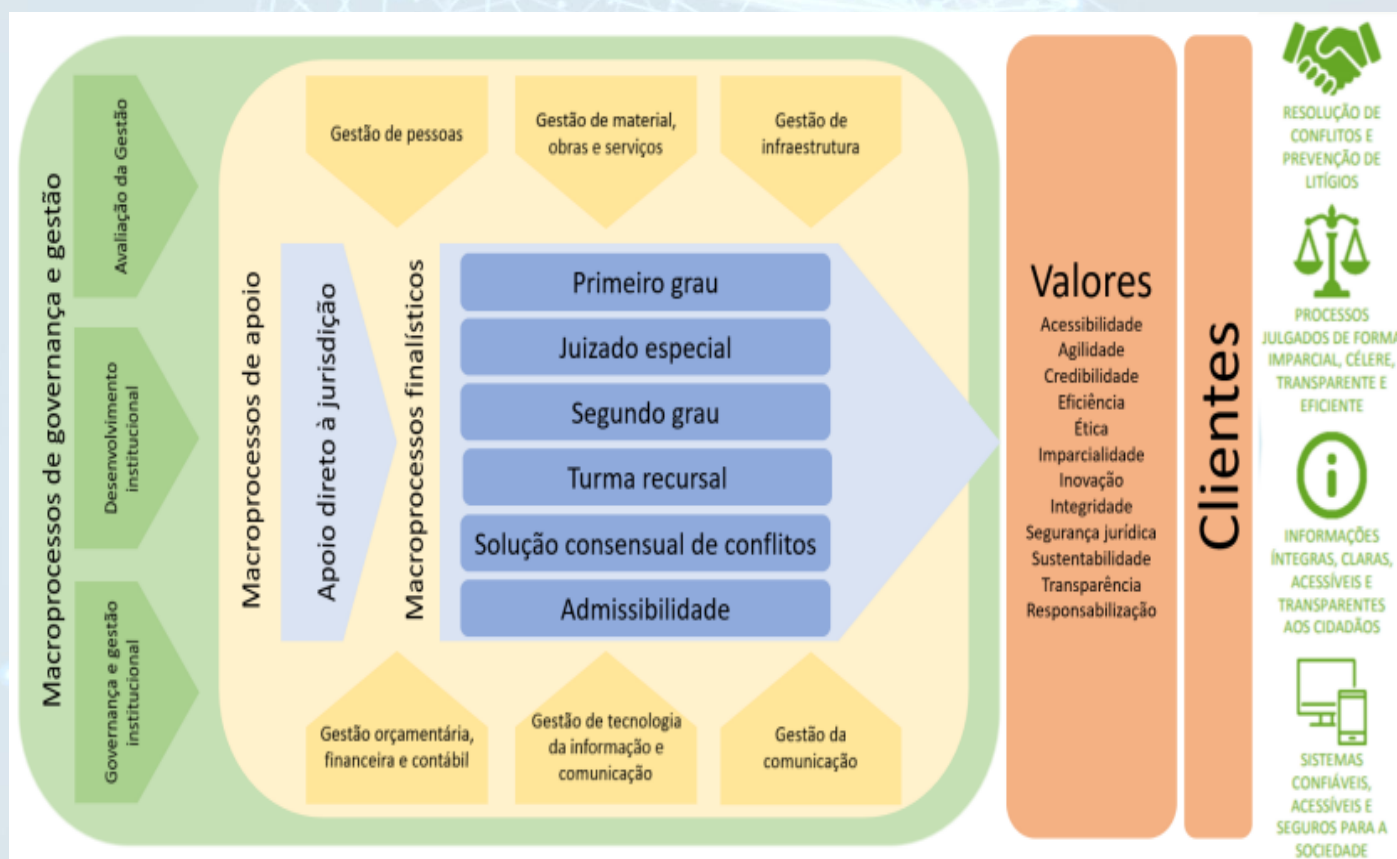 Macroprocessos de governança e gestão
Avaliação da Gestão
Desenvolvimento
institucional
Governança e gestão
institucional
Macroprocessos de apoio
Gestão de pessoas
Gestão de material,
obras e serviços
Gestão de
infraestrutura
Apoio direto à jurisdição
Macroprocessos finalísticos
Primeiro grau
Juizado especial
Segundo grau
Turma recursal
Solução consensual de conflitos
Admissibilidade
Gestão orçamentária,
financeira e contábil
Gestão de tecnologia
da informação e
comunicação
Gestão da
comunicação
Valores
Acessibilidade
Agilidade
Credibilidade
Eficiência
Ética
Imparcialidade
Inovação
Integridade
Segurança jurídica
Sustentabilidade
Transparência
Responsabilização
Clientes
RESOLUÇÃO DE
CONFLITOS E
PREVENÇÃO DE
LITÍGIOS
PROCESSOS
JULGADOS DE FORMA
IMPARCIAL, CÉLERE,
TRANSPARENTE E
EFICIENTE
INFORMAÇÕES
ÍNTEGRAS, CLARAS,
ACESSÍVEIS E
TRANSPARENTES
AOS CIDADÃOS
SISTEMAS
CONFIÁVEIS,
ACESSÍVEIS E
SEGUROS PARA A
SOCIEDADE